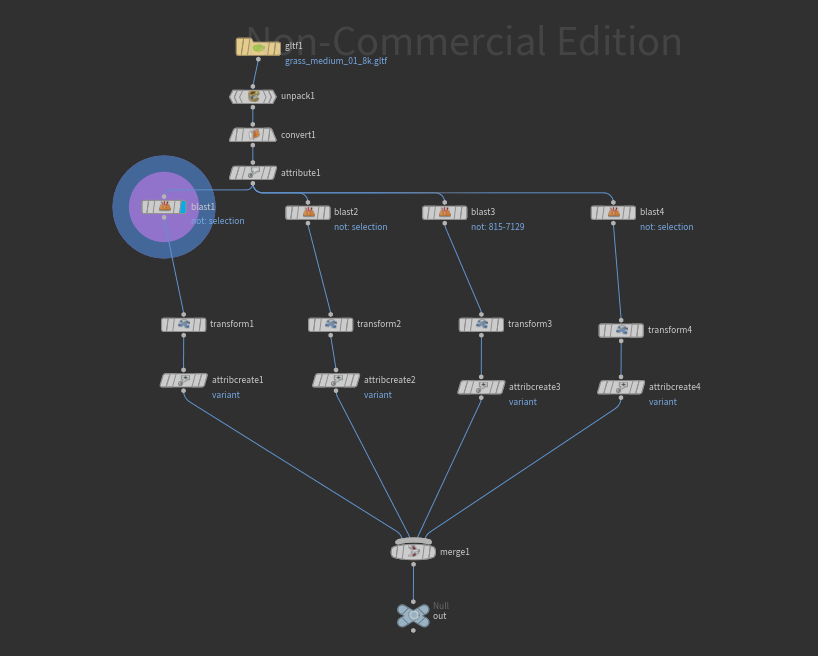 Non-Commercial Edition
gltf1
grass_medium_01_8k.gltf
unpack1
convert1
attribute1
blast1
not: selection
blast2
not: selection
blast3
not: 815-7129
blast4
not: selection
transform1
transform2
transform3
transform4
attribcreate1
variant
attribcreate2
variant
attribcreate3
variant
attribcreate4
variant
merge1
Null
out